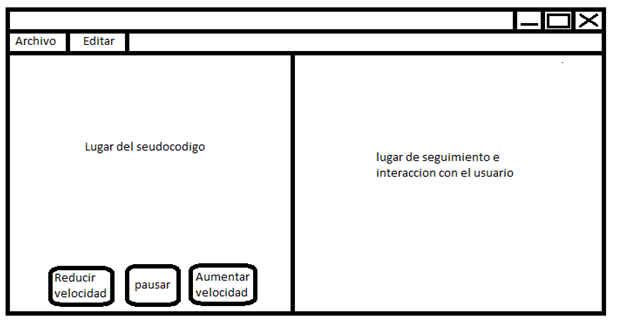 Archivo
Editar
Lugar del seudocodigo
lugar de seguimiento e
interaccion con el usuario
Reducir
velocidad
pausar
Aumentar
velocidad